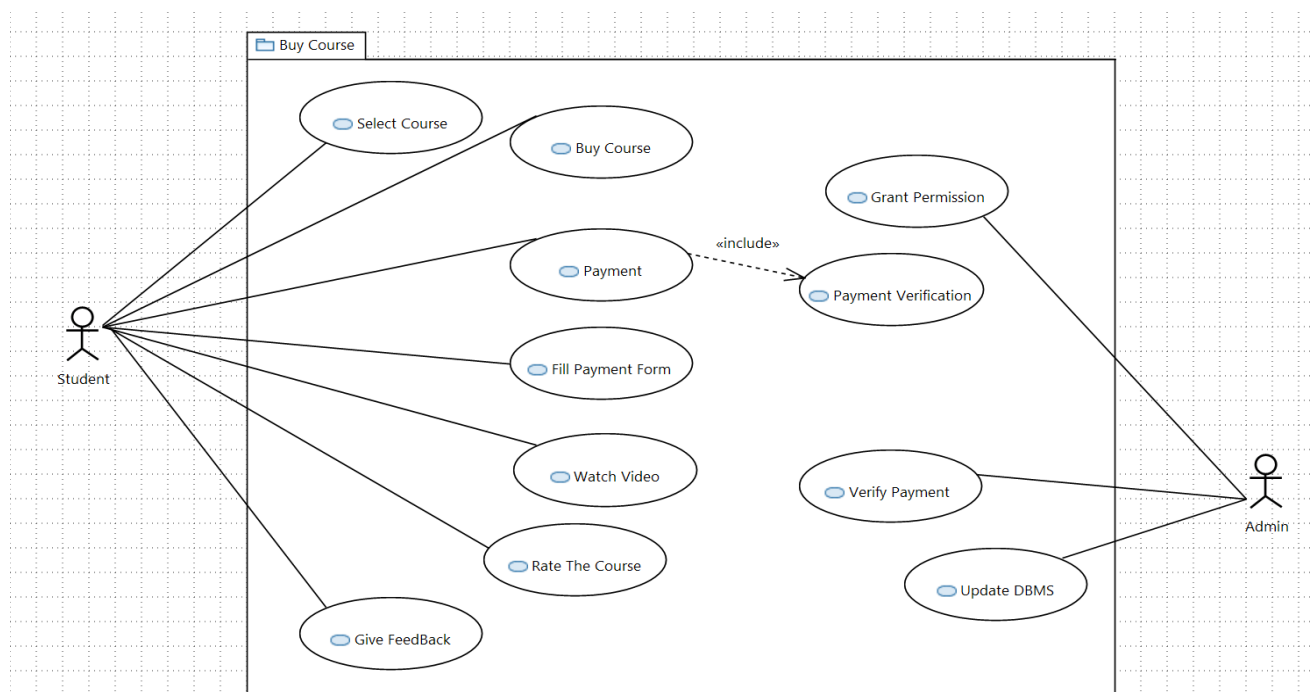 Buy Course
Select Course
Buy Course
Grant Permission
«include»
Payment
Payment Verification
Fill Payment Form
Student
Watch Video
Verify Payment
Admin
Rate The Course
Update DBMS
Give FeedBack